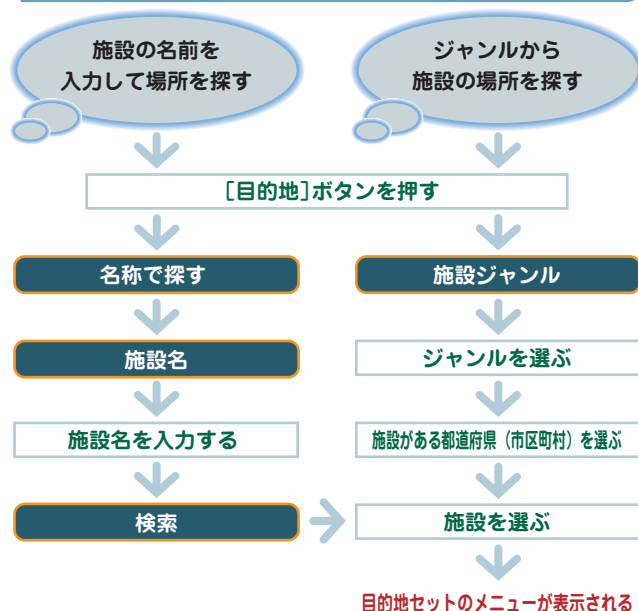 施設の名前を
入力して場所を探す
ジャンルから
施設の場所を探す
［目的地］ボタンを押す
名称で探す
施設ジャンル
施設名
ジャンルを選ぶ
施設名を入力する
施設がある都道府県（市区町村）を選ぶ
検索
施設を選ぶ
目的地セットのメニューが表示される